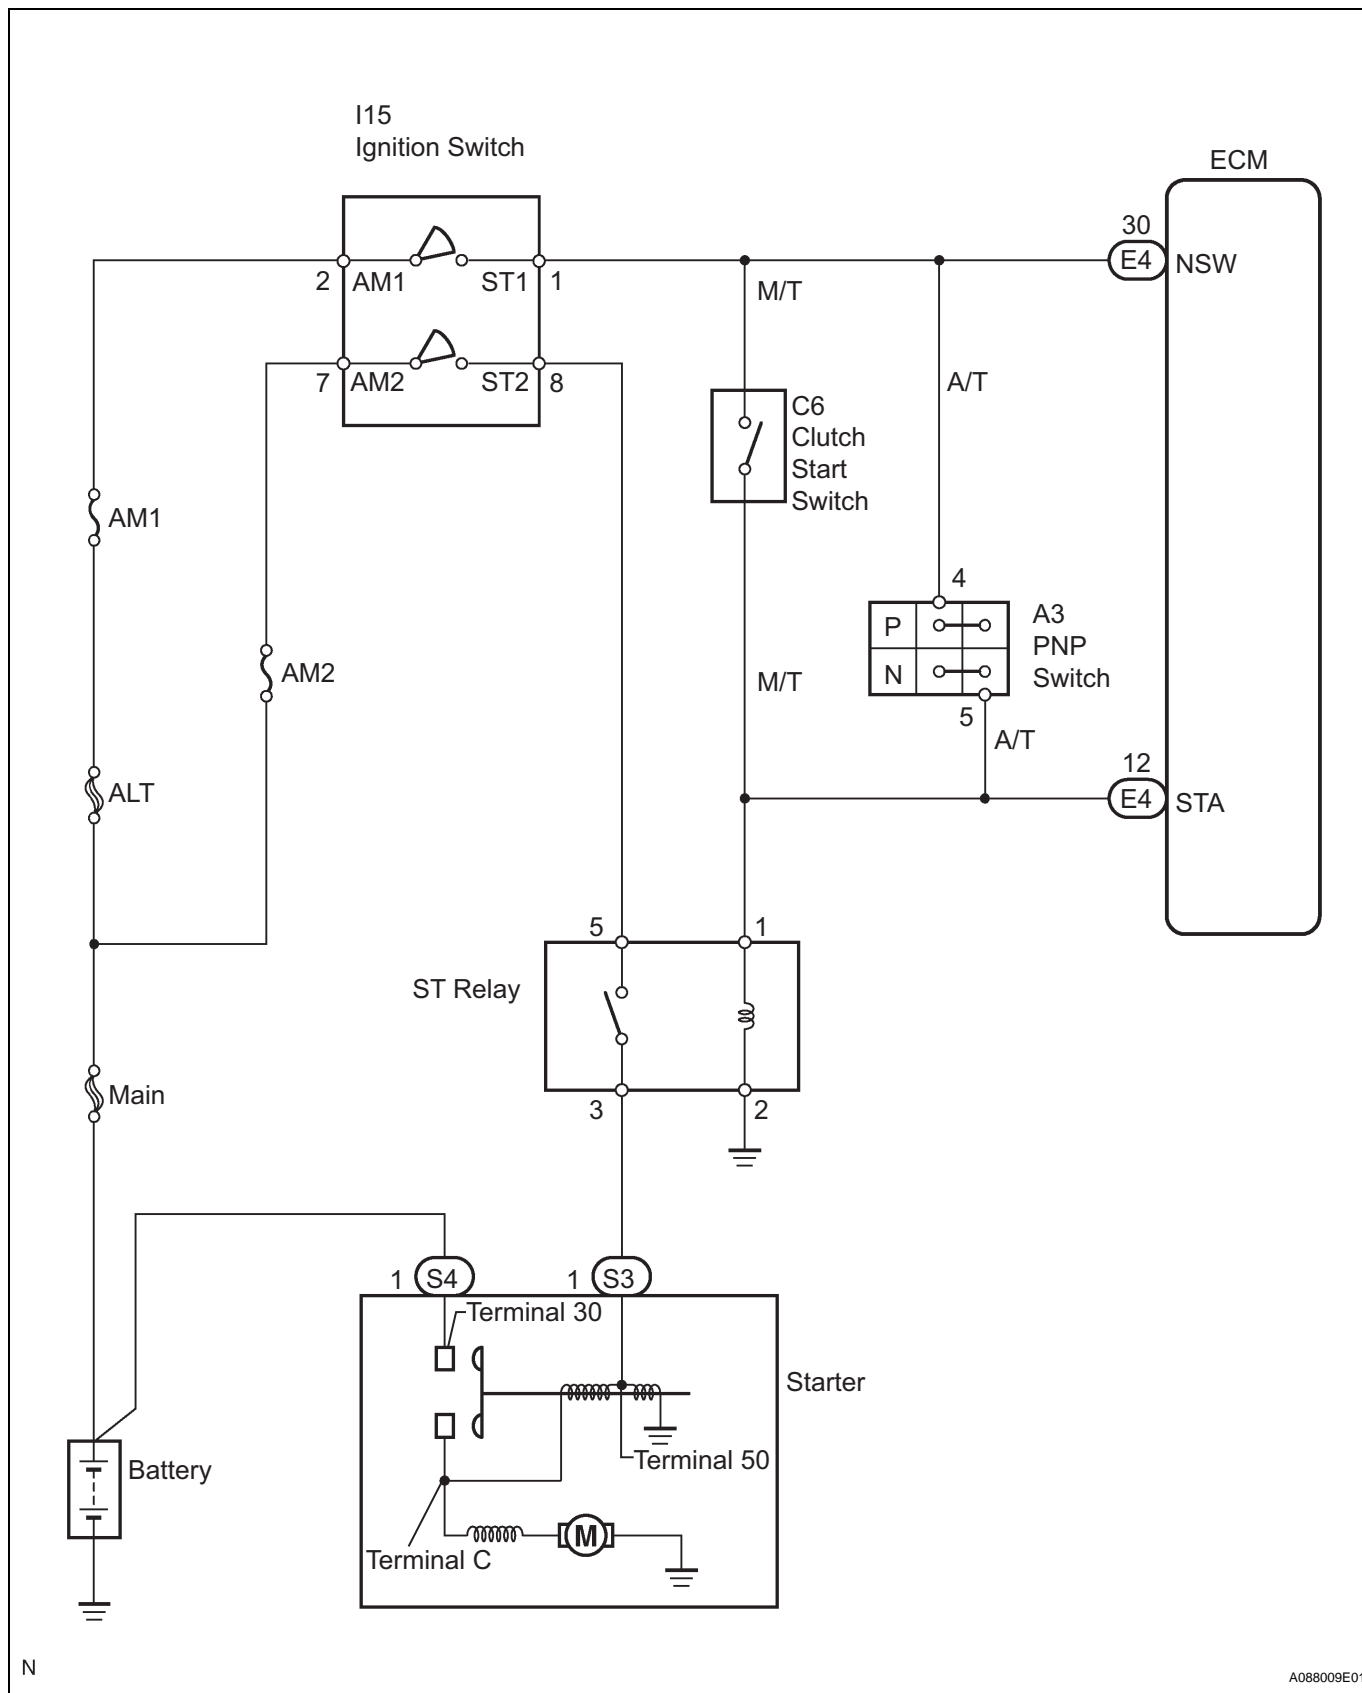 I15
Ignition Switch
ECM
30
E4
NSW
2
AM1
ST1
1
M/T
7
AM2
ST2
8
A/T
C6
Clutch
Start
Switch
AM1
4
P
N
A3
PNP
Switch
AM2
M/T
5
A/T
12
E4
STA
ALT
5
1
ST Relay
Main
3
2
1
S4
1
S3
Terminal 30
Starter
Terminal 50
Battery
M
Terminal C
N
A088009E01